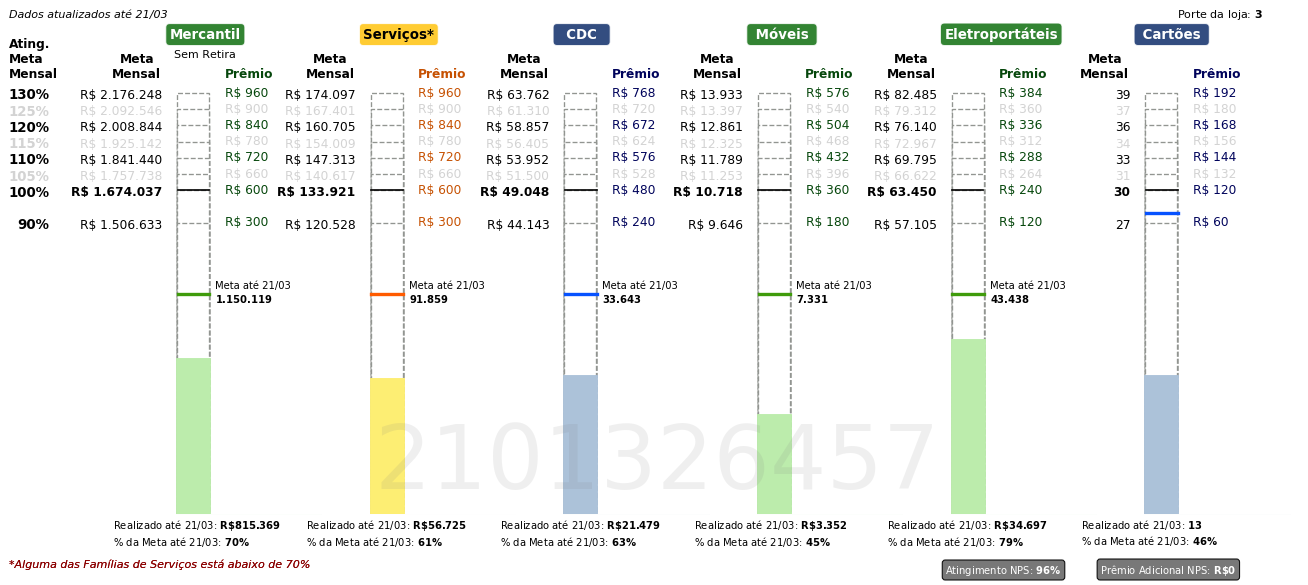 Dados atualizados até 21/03
Porte da loja: 3
Mercantil Serviços* CDC Móveis Eletroportáteis Cartões
Sem Retira
Ating. Meta Mensal
Meta Mensal Prêmio Meta Mensal Prêmio Meta Mensal Prêmio Meta Mensal Prêmio Meta Mensal Prêmio Meta Mensal Prêmio
130% R$ 2.176.248 R$ 960 R$ 174.097 R$ 960 R$ 63.762 R$ 768 R$ 13.933 R$ 576 R$ 82.485 R$ 384 39 R$ 192
125% R$ 2.092.546 R$ 900 R$ 167.401 R$ 900 R$ 61.310 R$ 720 R$ 13.397 R$ 540 R$ 79.312 R$ 360 37 R$ 180
120% R$ 2.008.844 R$ 840 R$ 160.705 R$ 840 R$ 58.857 R$ 672 R$ 12.861 R$ 504 R$ 76.140 R$ 336 36 R$ 168
115% R$ 1.925.142 R$ 780 R$ 154.009 R$ 780 R$ 56.405 R$ 624 R$ 12.325 R$ 468 R$ 72.967 R$ 312 34 R$ 156
110% R$ 1.841.440 R$ 720 R$ 147.313 R$ 720 R$ 53.952 R$ 576 R$ 11.789 R$ 432 R$ 69.795 R$ 288 33 R$ 144
105% R$ 1.757.738 R$ 660 R$ 140.617 R$ 660 R$ 51.500 R$ 528 R$ 11.253 R$ 396 R$ 66.622 R$ 264 31 R$ 132
100% R$ 1.674.037 R$ 600 R$ 133.921 R$ 600 R$ 49.048 R$ 480 R$ 10.718 R$ 360 R$ 63.450 R$ 240 30 R$ 120
90% R$ 1.506.633 R$ 300 R$ 120.528 R$ 300 R$ 44.143 R$ 240 R$ 9.646 R$ 180 R$ 57.105 R$ 120 27 R$ 60
Meta até 21/03 Meta até 21/03 Meta até 21/03 Meta até 21/03 Meta até 21/03
1.150.119 91.859 33.643 7.331 43.438
2101326457
Realizado até 21/03: R$815.369 Realizado até 21/03: R$56.725 Realizado até 21/03: R$21.479 Realizado até 21/03: R$3.352 Realizado até 21/03: R$34.697 Realizado até 21/03: 13
% da Meta até 21/03: 70% % da Meta até 21/03: 61% % da Meta até 21/03: 63% % da Meta até 21/03: 45% % da Meta até 21/03: 79% % da Meta até 21/03: 46%
*Alguma das Famílias de Serviços está abaixo de 70%
Atingimento NPS: 96% Prêmio Adicional NPS: R$0